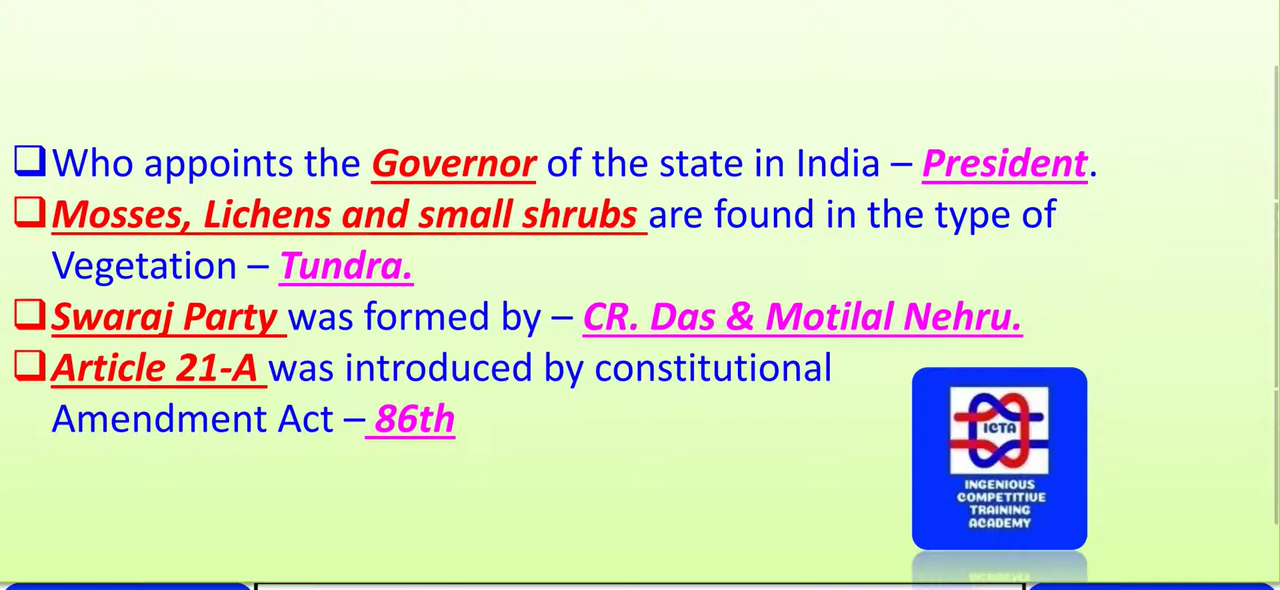 Who appoints the Governor of the state in India – President.
Mosses, Lichens and small shrubs are found in the type of
Vegetation – Tundra.
Swaraj Party was formed by – CR. Das & Motilal Nehru.
Article 21-A was introduced by constitutional
Amendment Act – 86th
ICTA
INGENIOUS
COMPETITIVE
TRAINING
ACADEMY